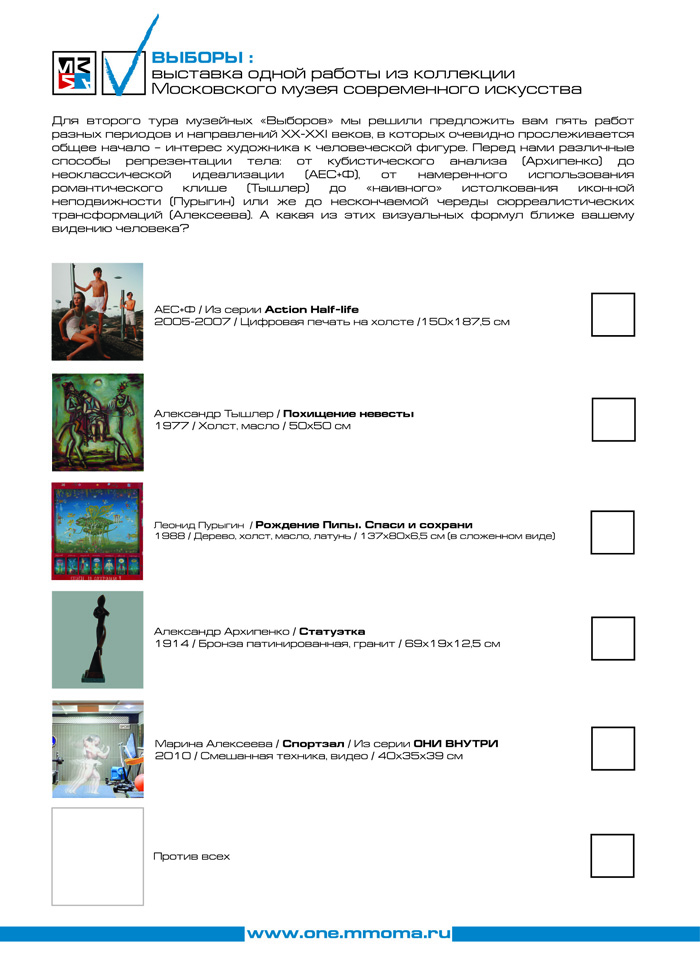 ВЫБОРЫ :
выставка одной работы из коллекции
Московского музея современного искусства
Для второго тура музейных «Выборов» мы решили предложить вам пять работ
разных периодов и направлений XX-XXI веков, в которых очевидно прослеживается
общее начало – интерес художника к человеческой фигуре. Перед нами различные
способы репрезентации тела: от кубистического анализа (Архипенко) до
неоклассической идеализации (АЕС+Ф), от намеренного использования
романтического клише (Тышлер) до «наивного» истолкования иконной
неподвижности (Пурыгин) или же до нескончаемой череды сюрреалистических
трансформаций (Алексеева). А какая из этих визуальных формул ближе вашему
видению человека?
АЕС+Ф / Из серии Action Half-life
2005-2007 / Цифровая печать на холсте /150х187,5 см
Александр Тышлер / Похищение невесты
1977 / Холст, масло / 50х50 см
Леонид Пурыгин / Рождение Пипы. Спаси и сохрани
1988 / Дерево, холст, масло, латунь / 137х80х6,5 см (в сложенном виде)
Александр Архипенко / Статуэтка
1914 / Бронза патинированная, гранит / 69х19х12,5 см
Марина Алексеева / Спортзал / Из серии ОНИ ВНУТРИ
2010 / Смешанная техника, видео / 40х35х39 см
Против всех
www.one.mmoma.ru